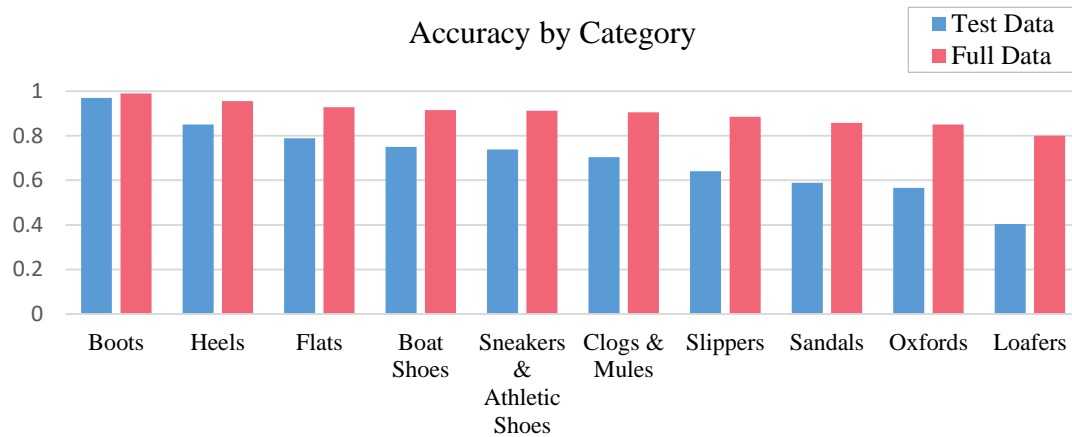 Accuracy by Category
Test Data
Full Data
1
0.8
0.6
0.4
0.2
0
Boots
Heels
Flats
Boat
Shoes
Sneakers
&
Athletic
Shoes
Clogs &
Mules
Slippers
Sandals
Oxfords
Loafers